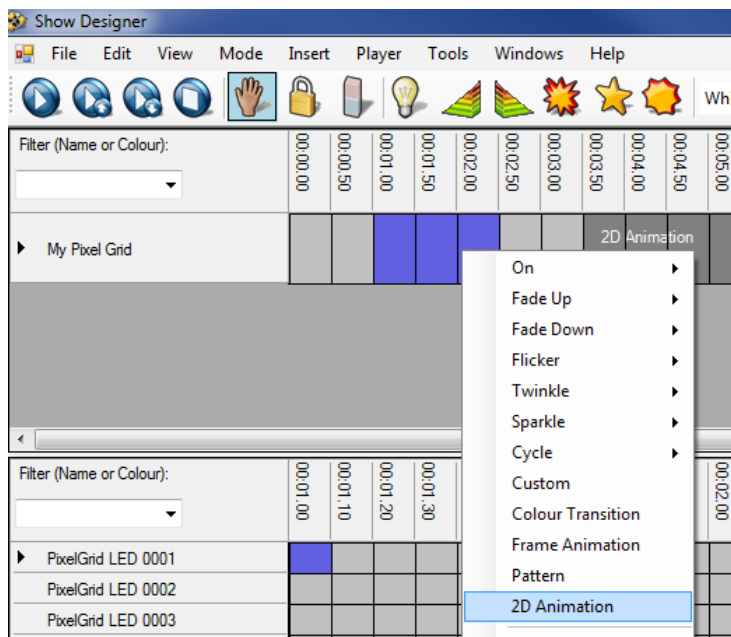 Show Designer
File Edit View Mode Insert Player Tools Windows Help
Filter (Name or Colour):
00:00.00 00:00.50 00:01.00 00:01.50 00:02.00 00:02.50 00:03.00 00:03.50 00:04.00 00:04.50 00:05.00
My Pixel Grid
2D Animation
On
Fade Up
Fade Down
Flicker
Twinkle
Sparkle
Cycle
Custom
Colour Transition
Frame Animation
Pattern
2D Animation
Filter (Name or Colour):
00:01.00 00:01.10 00:01.20 00:01.30 00:02.00
PixelGrid LED 0001
PixelGrid LED 0002
PixelGrid LED 0003